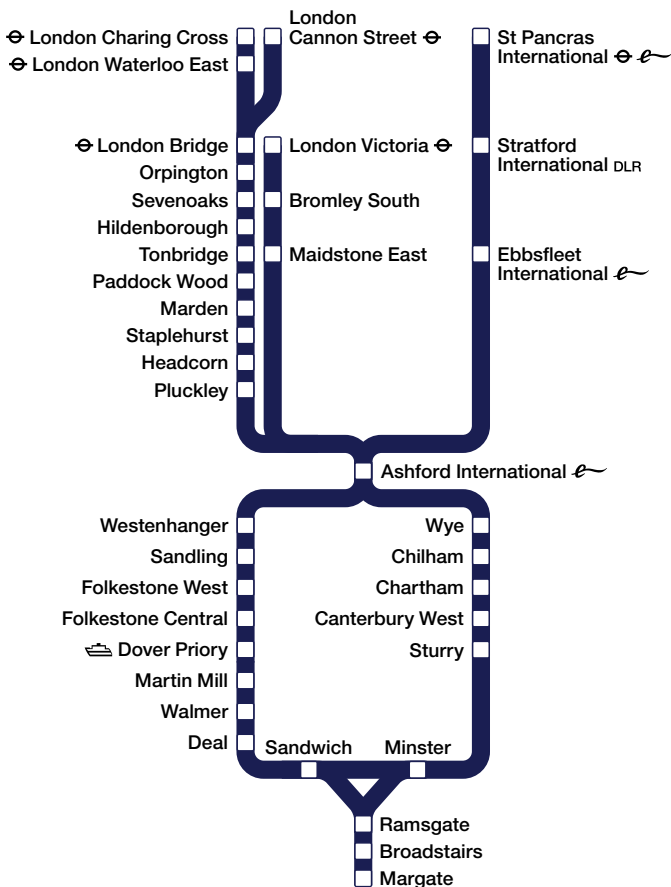 London Charing Cross
London Waterloo East
London
Cannon Street
St Pancras
International
London Bridge
Orpington
Sevenoaks
Hildenborough
Tonbridge
Paddock Wood
Marden
Staplehurst
Headcorn
Pluckley
London Victoria
Bromley South
Maidstone East
Stratford
International DLR
Ebbsfleet
International
Ashford International
Westenhanger
Sandling
Folkestone West
Folkestone Central
Dover Priory
Martin Mill
Walmer
Deal
Wye
Chilham
Chartham
Canterbury West
Sturry
Sandwich
Minster
Ramsgate
Broadstairs
Margate